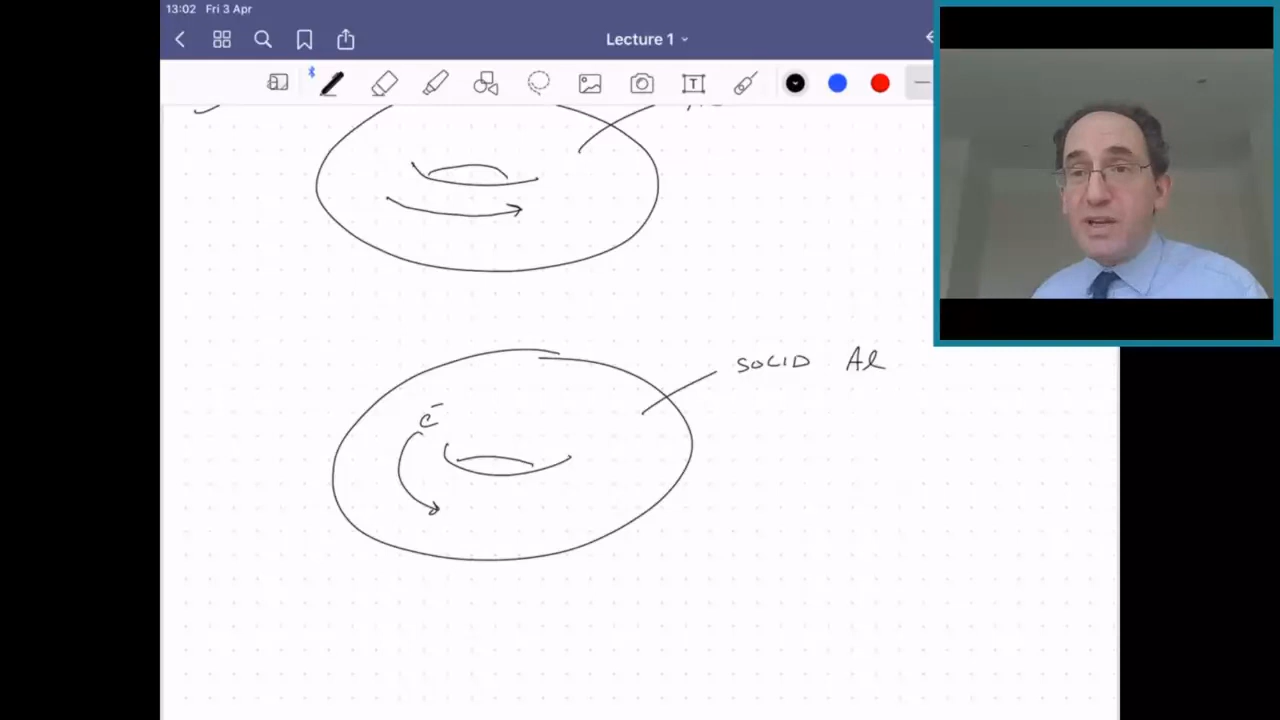 13:02 Fri 3 Apr
Lecture 1
T
SOLID Al
e⁻